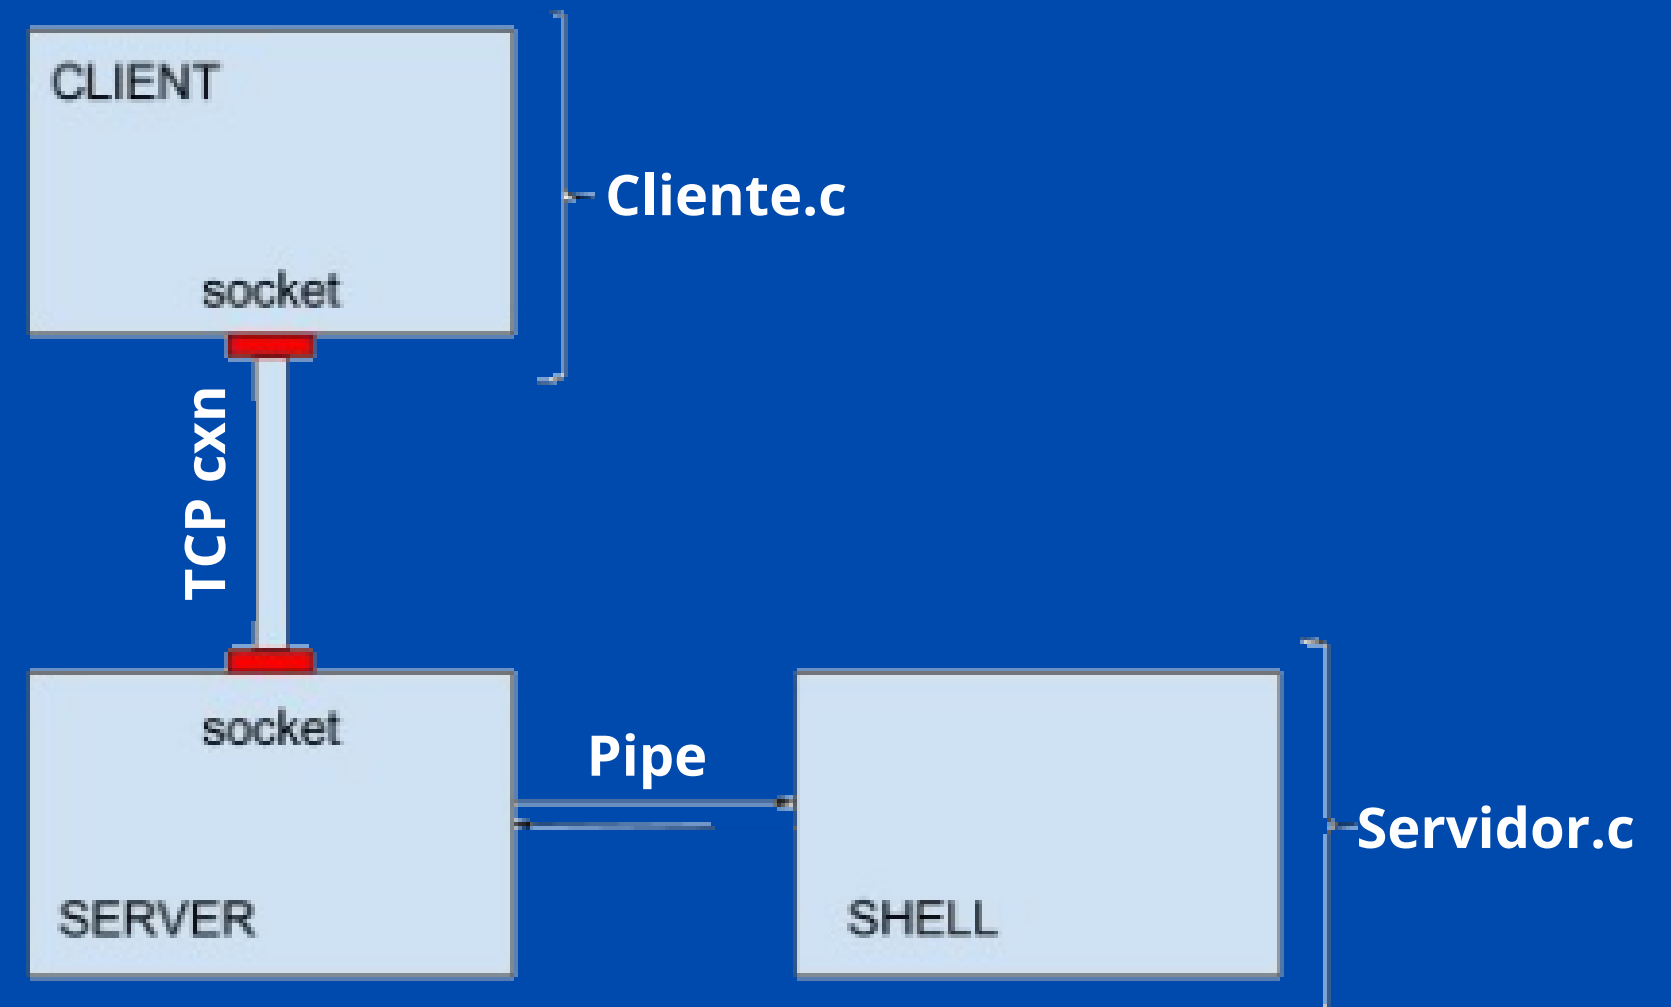 CLIENT
Cliente.c
socket
TCP cxn
socket
Pipe
Servidor.c
SERVER
SHELL